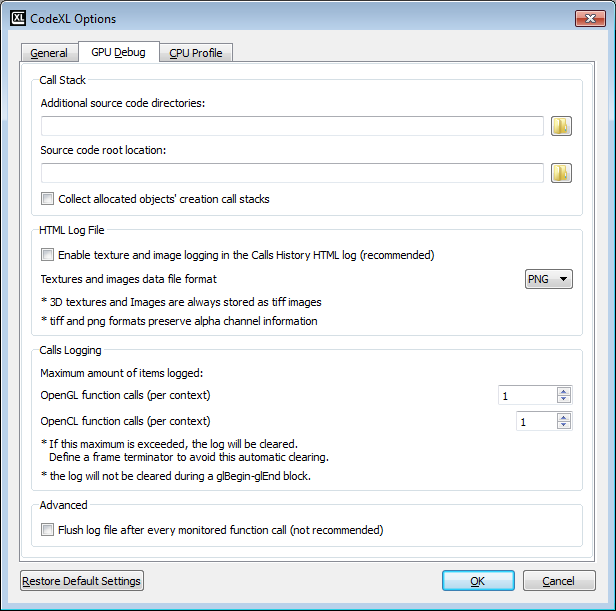 XL CodeXL Options
General GPU Debug CPU Profile
Call Stack
Additional source code directories:
Source code root location:
Collect allocated objects' creation call stacks
HTML Log File
Enable texture and image logging in the Calls History HTML log (recommended)
Textures and images data file format PNG
* 3D textures and Images are always stored as tiff images
* tiff and png formats preserve alpha channel information
Calls Logging
Maximum amount of items logged:
OpenGL function calls (per context) 1
OpenCL function calls (per context) 1
* If this maximum is exceeded, the log will be cleared.
Define a frame terminator to avoid this automatic clearing.
* the log will not be cleared during a glBegin-glEnd block.
Advanced
Flush log file after every monitored function call (not recommended)
Restore Default Settings OK Cancel